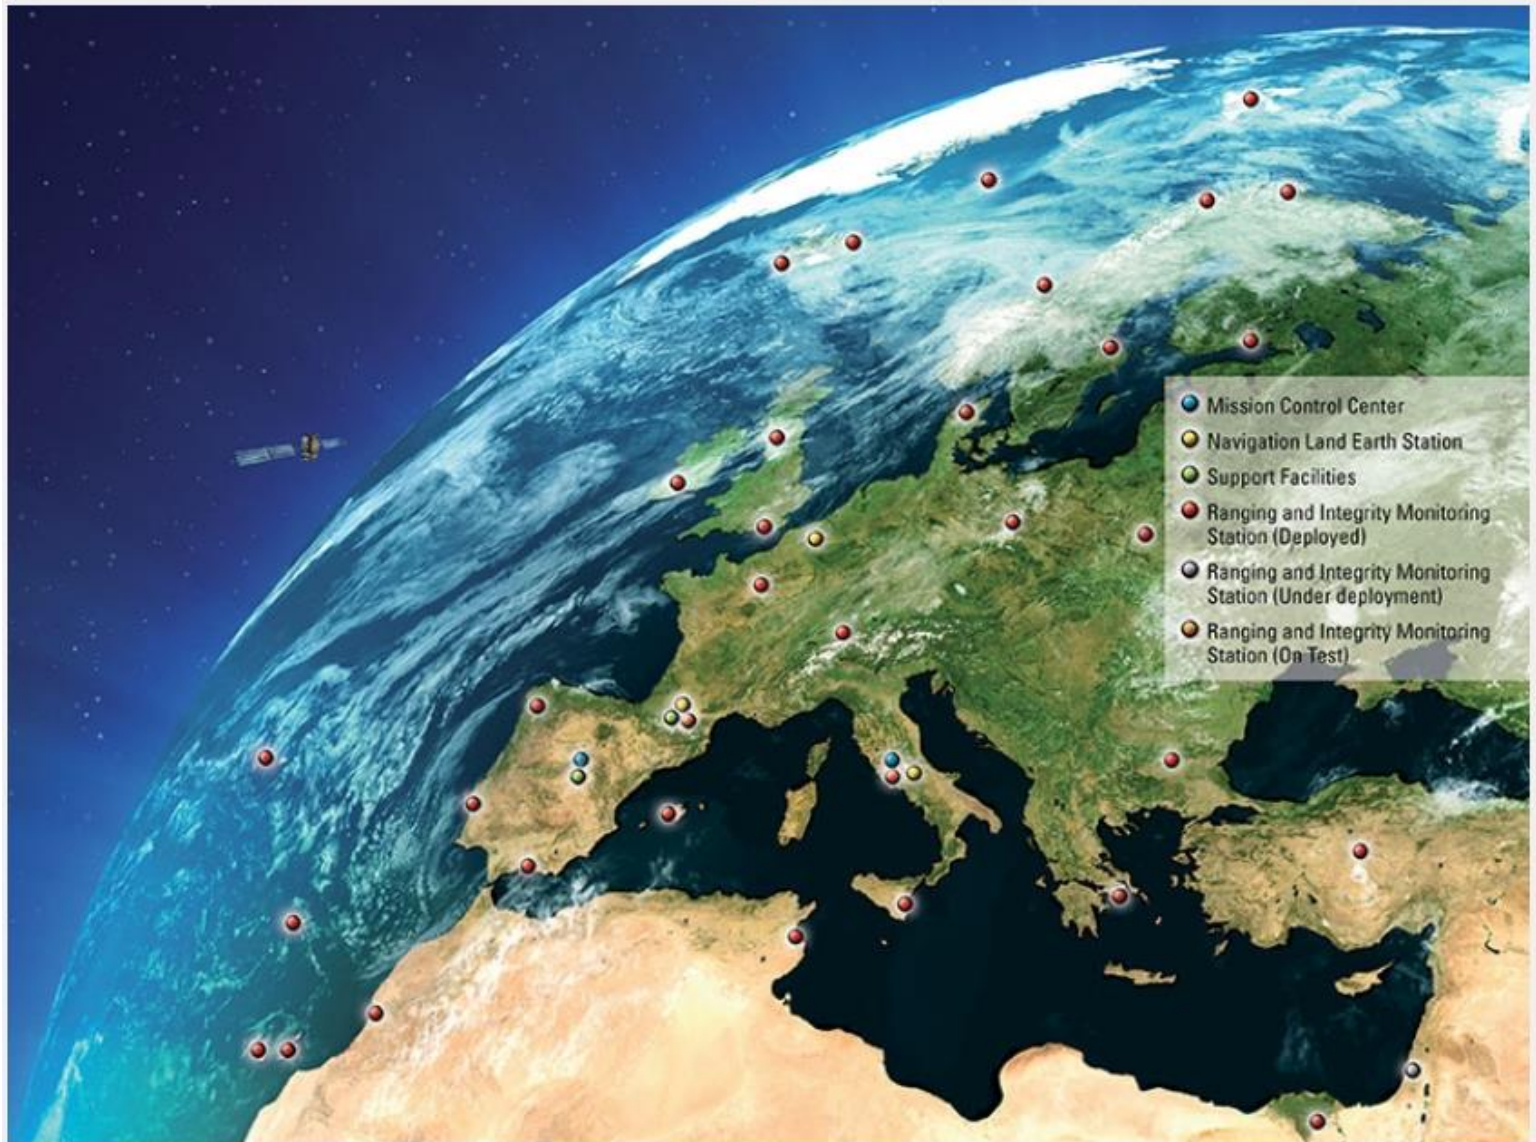 Mission Control Center
Navigation Land Earth Station
Support Facilities
Ranging and Integrity Monitoring
Station (Deployed)
Ranging and Integrity Monitoring
Station (Under deployment)
Ranging and Integrity Monitoring
Station (On Test)